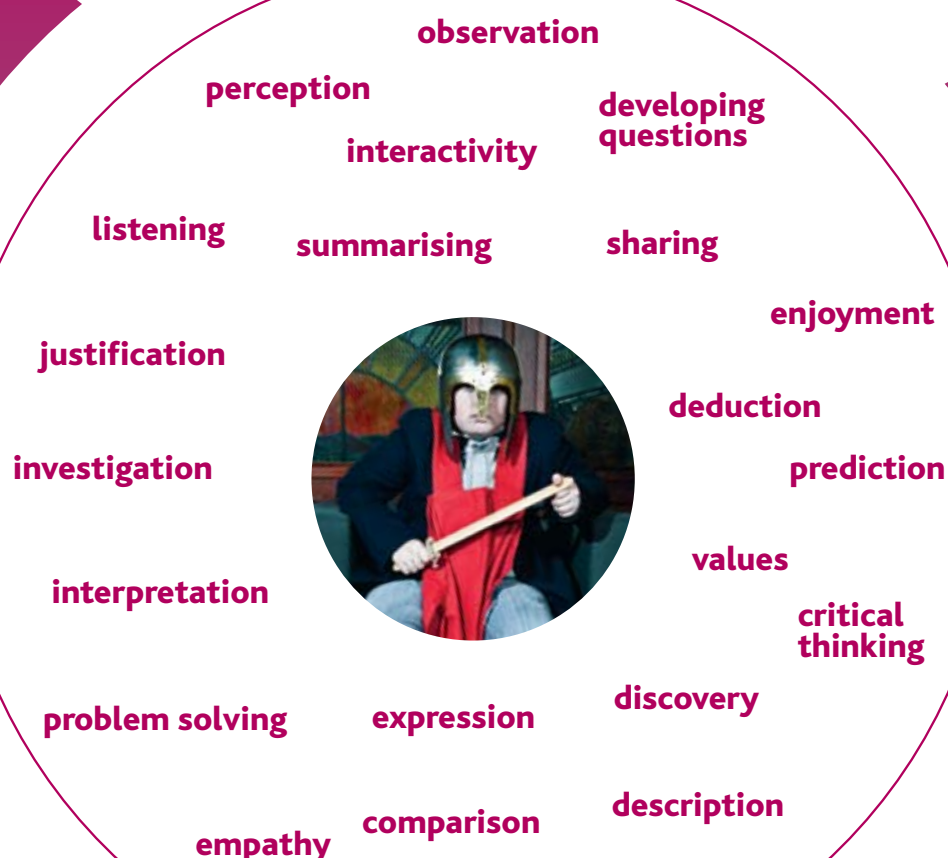 observation
perception
developing
questions
interactivity
listening
summarising
sharing
enjoyment
justification
deduction
investigation
prediction
values
interpretation
critical
thinking
discovery
problem solving
expression
description
comparison
empathy